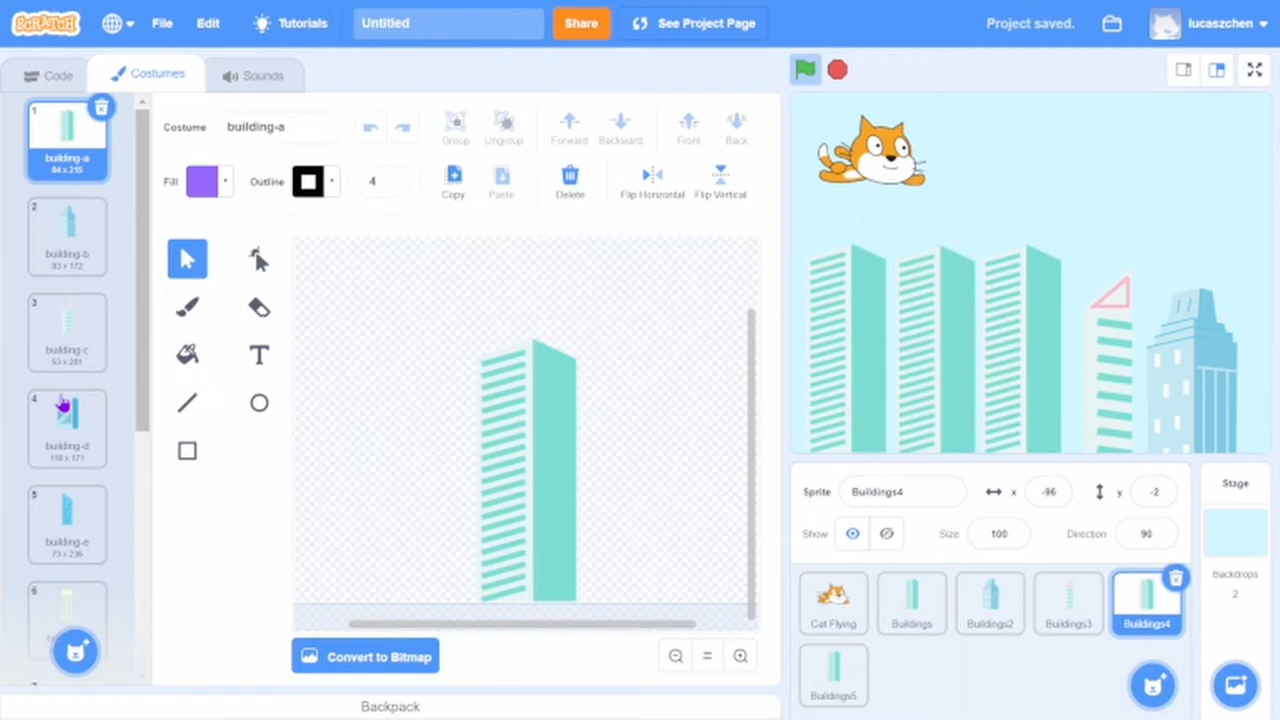 SCRATCH File Edit Tutorials Untitled Share See Project Page Project saved. lucaszchen
Code Costumes Sounds
1
building-a
84 x 215
2
building-b
93 x 172
3
building-c
53 x 201
4
building-d
118 x 171
5
building-e
73 x 236
6
Costume building-a
Group Ungroup Forward Backward Front Back
Fill Outline 4
Copy Paste Delete Flip Horizontal Flip Vertical
T
Convert to Bitmap
Backpack
Sprite Buildings4 x -96 y -2
Show Size 100 Direction 90
Cat Flying Buildings Buildings2 Buildings3 Buildings4
Buildings5
Stage
Backdrops
2